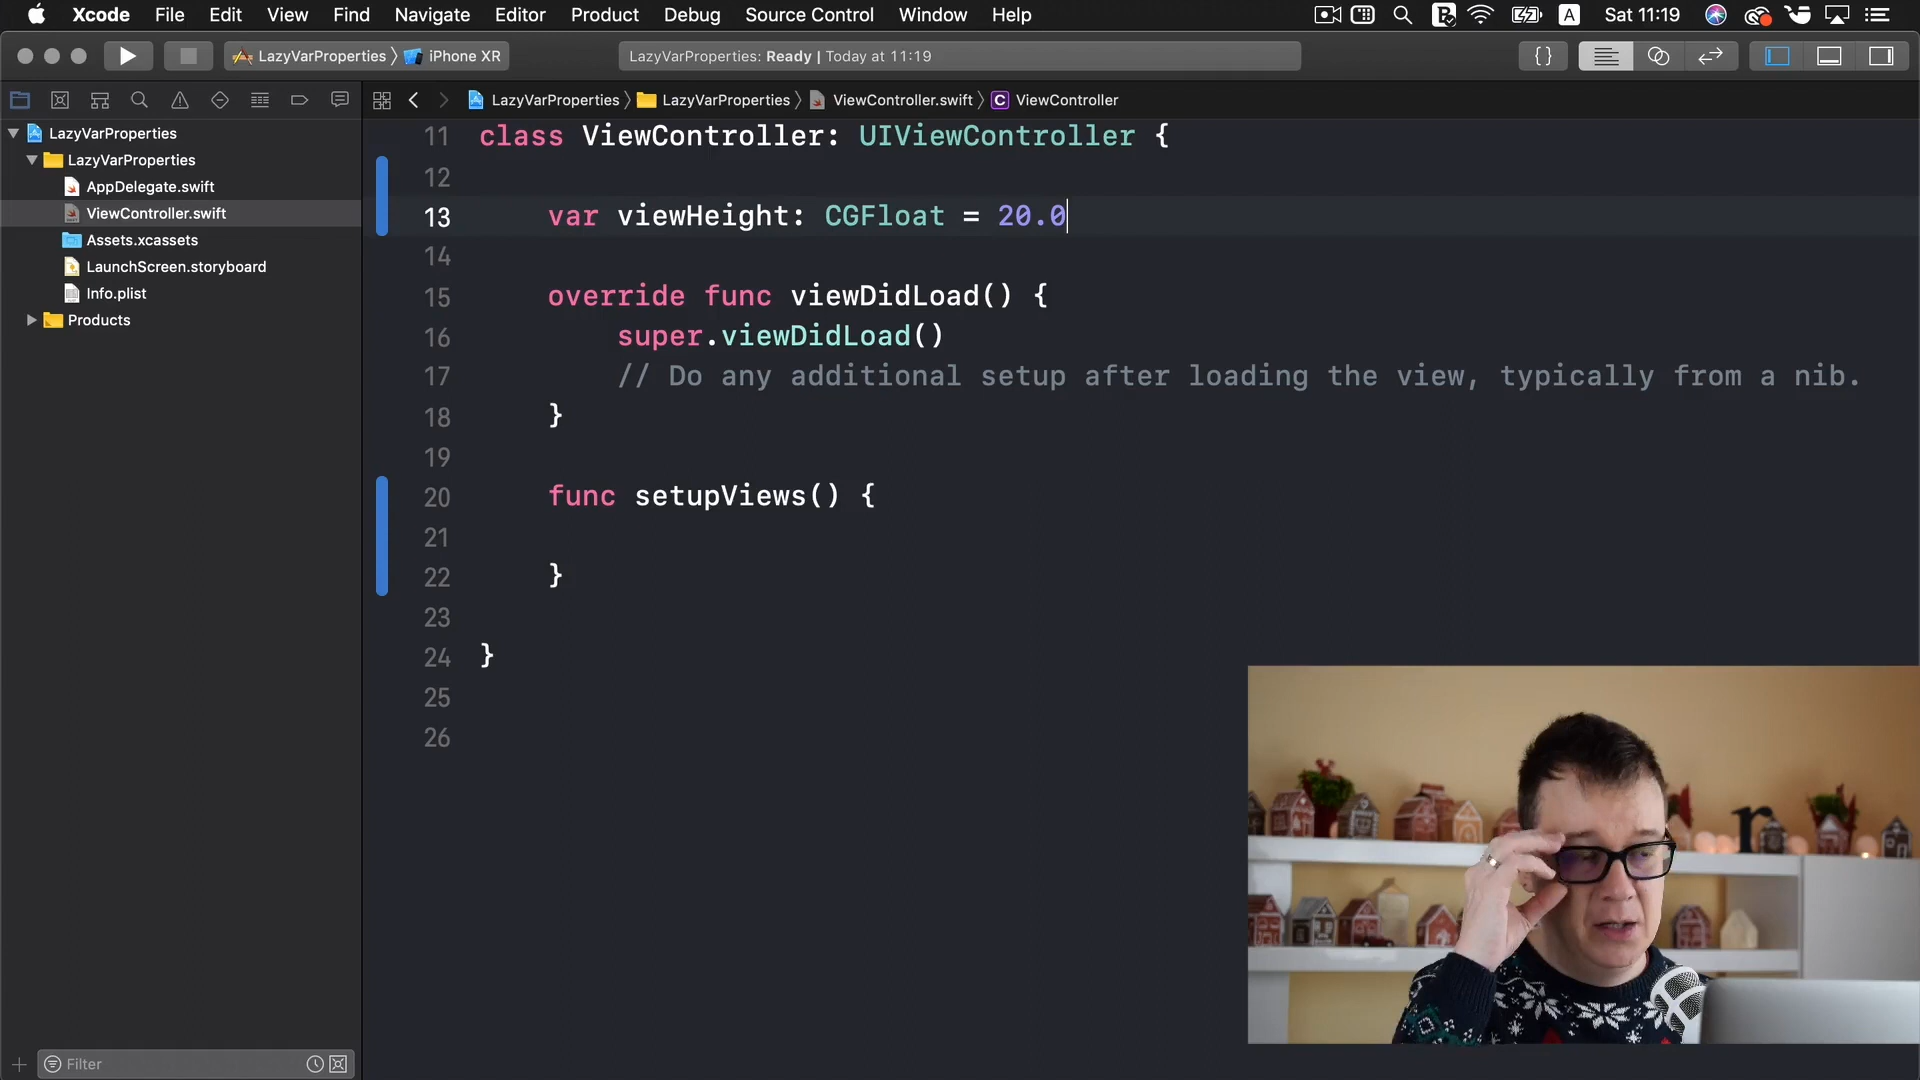 Xcode File Edit View Find Navigate Editor Product Debug Source Control Window Help A Sat 11:19
LazyVarProperties iPhone XR LazyVarProperties: Ready | Today at 11:19 {}
LazyVarProperties LazyVarProperties ViewController.swift C ViewController
LazyVarProperties
LazyVarProperties
AppDelegate.swift
ViewController.swift
Assets.xcassets
LaunchScreen.storyboard
Info.plist
Products
11 class ViewController: UIViewController {
12
13 var viewHeight: CGFloat = 20.0
14
15 override func viewDidLoad() {
16 super.viewDidLoad()
17 // Do any additional setup after loading the view, typically from a nib.
18 }
19
20 func setupViews() {
21
22 }
23
24 }
25
26
Filter